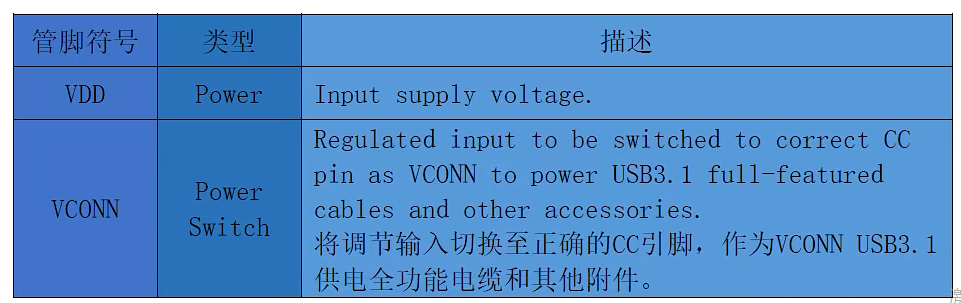 管脚符号 类型 描述
VDD Power Input supply voltage.
VCONN
Power
Switch
Regulated input to be switched to correct CC
pin as VCONN to power USB3.1 full-featured
cables and other accessories.
将调节输入切换至正确的CC引脚，作为VCONN USB3.1
供电全功能电缆和其他附件。